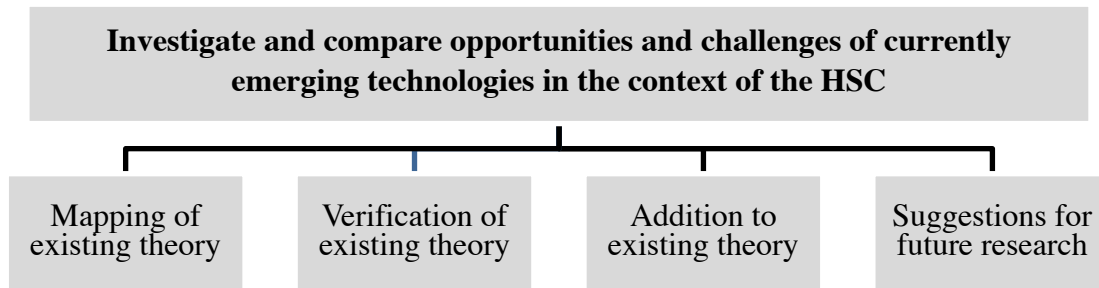 Investigate and compare opportunities and challenges of currently
emerging technologies in the context of the HSC
Mapping of
existing theory
Verification of
existing theory
Addition to
existing theory
Suggestions for
future research